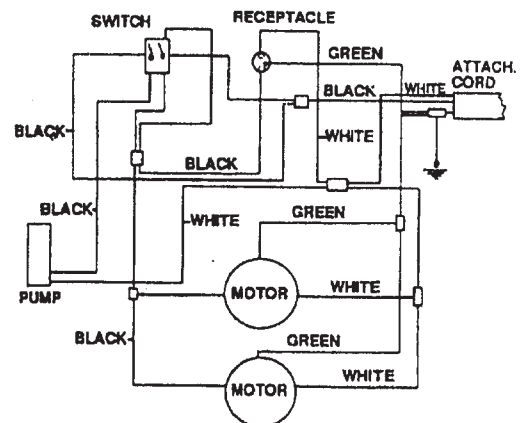 SWITCH
RECEPTACLE
GREEN
ATTACH.
CORD
BLACK
WHITE
BLACK
WHITE
BLACK
BLACK
WHITE
GREEN
PUMP
MOTOR
WHITE
BLACK
GREEN
MOTOR
WHITE